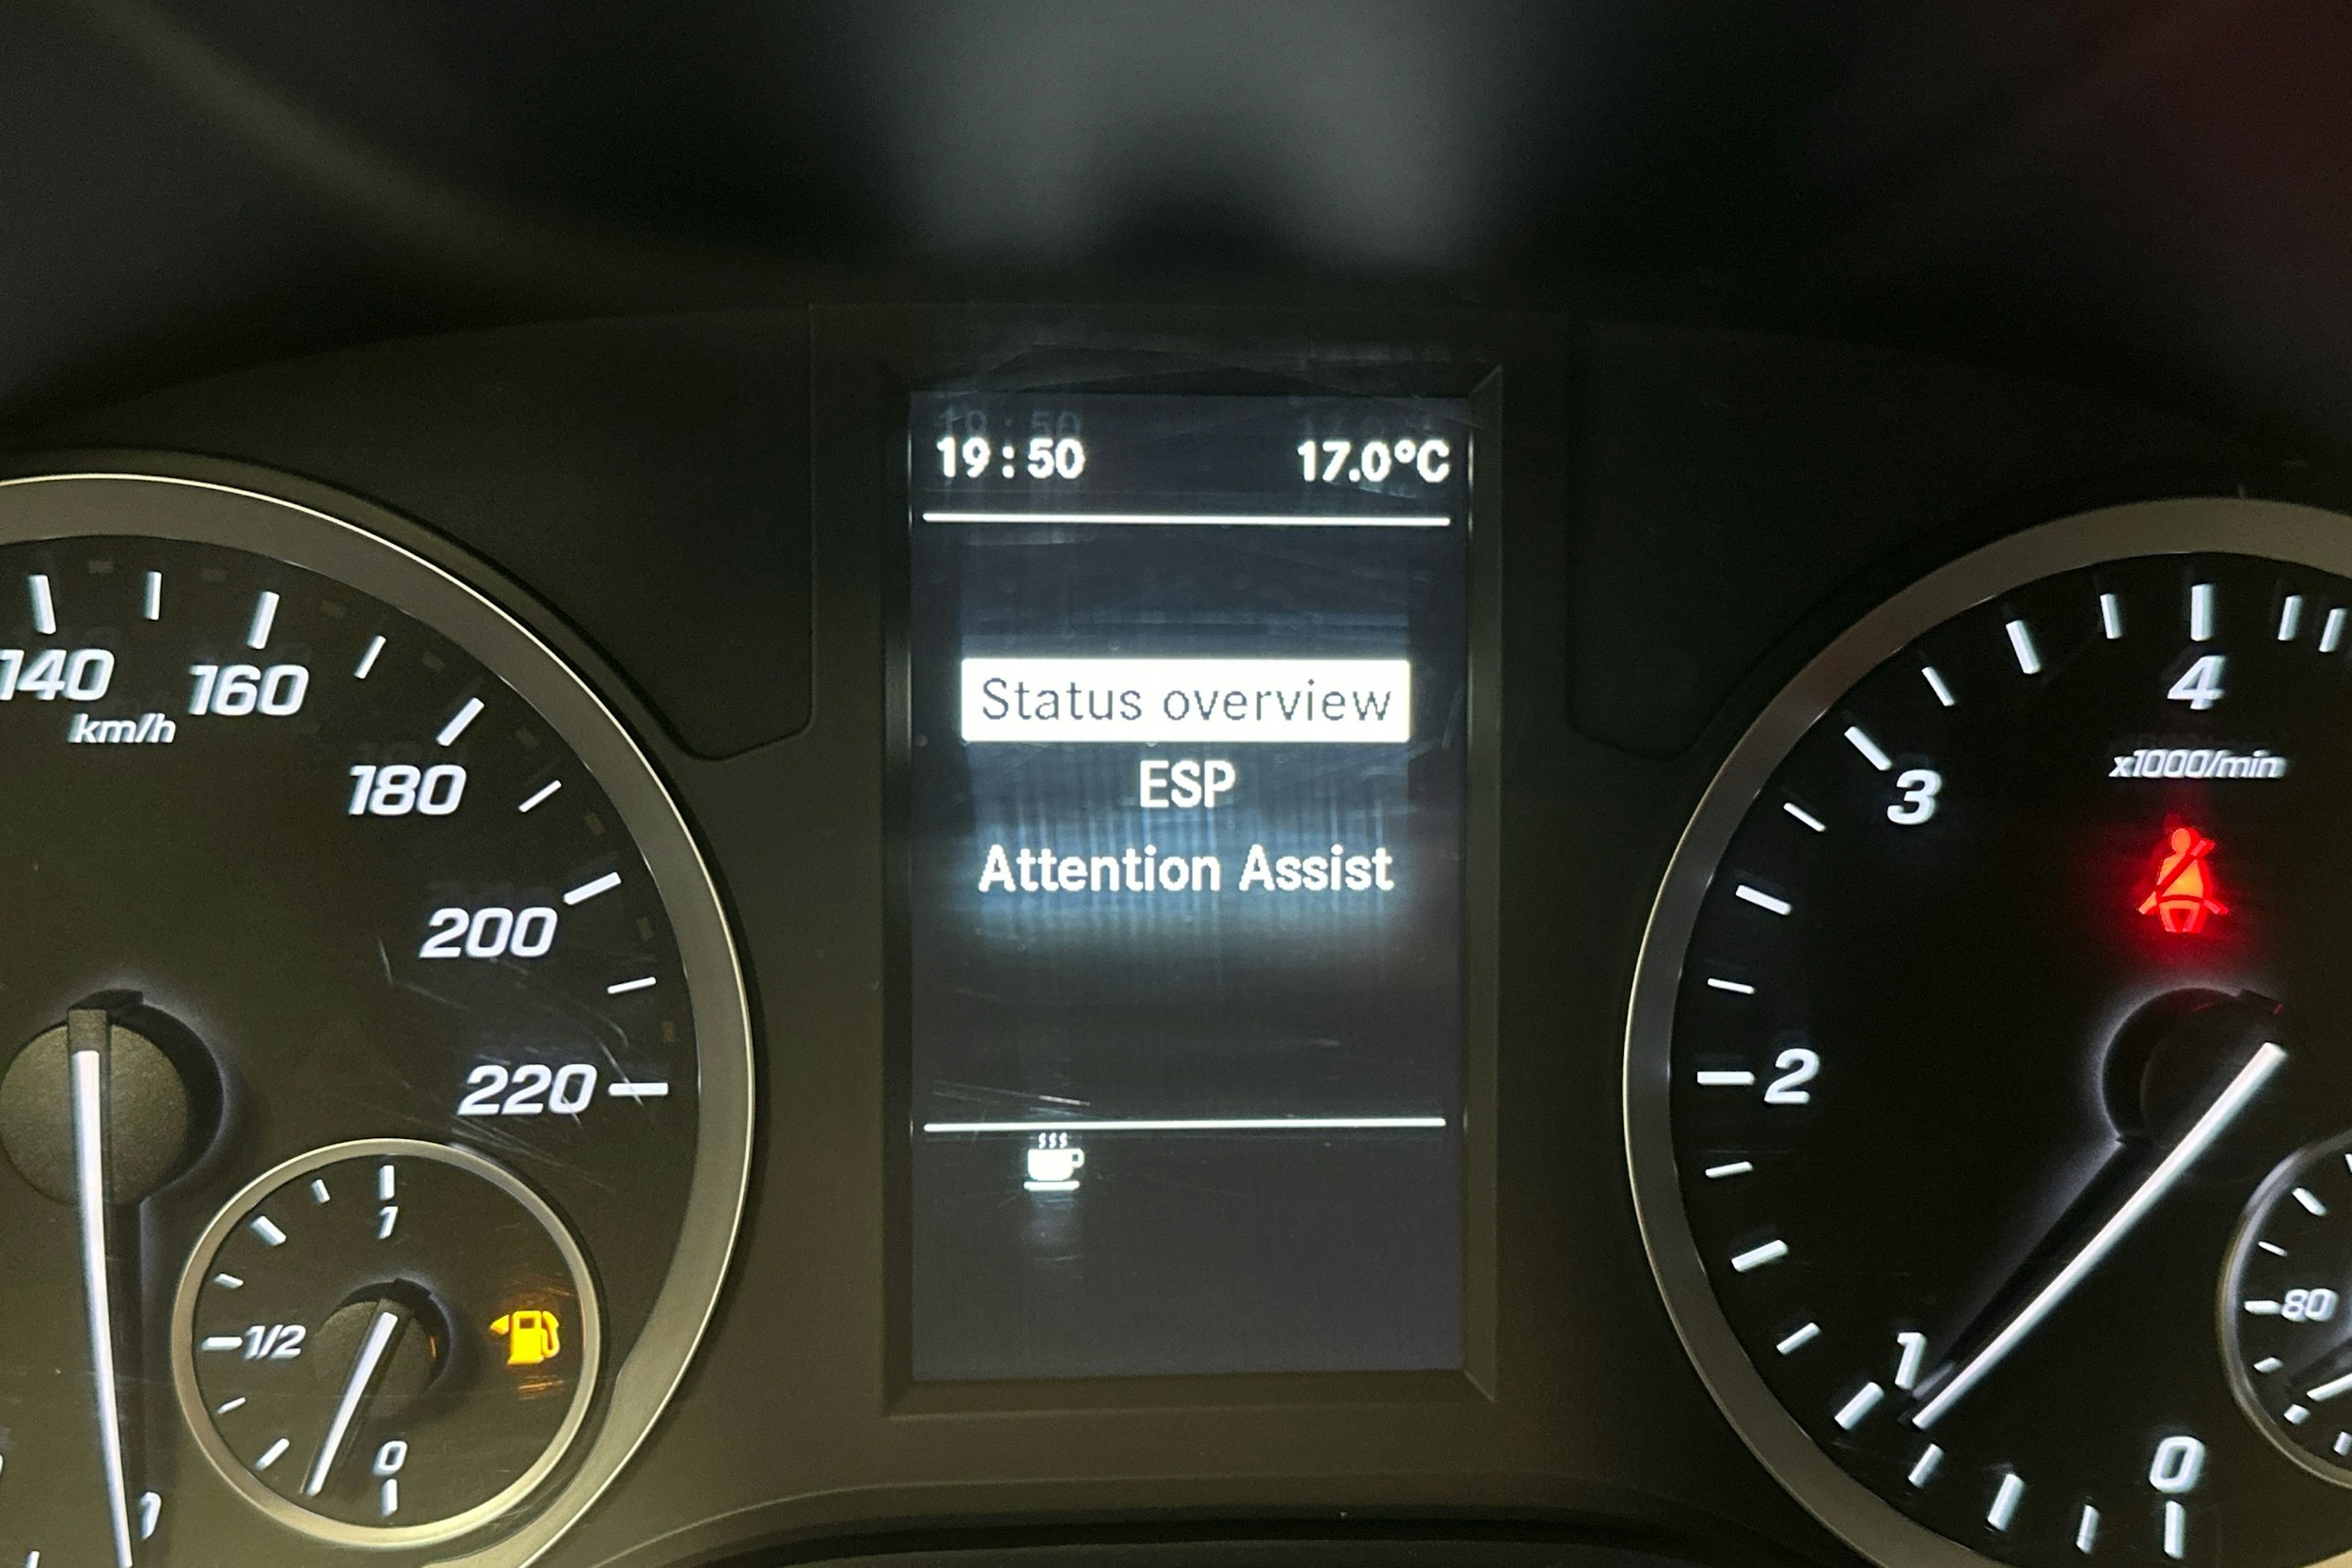 19:50 17.0°C
Status overview
ESP
Attention Assist
140 160 180 200 220
km/h
1
1/2
0
4
x1000/min
3
2
1
0
80